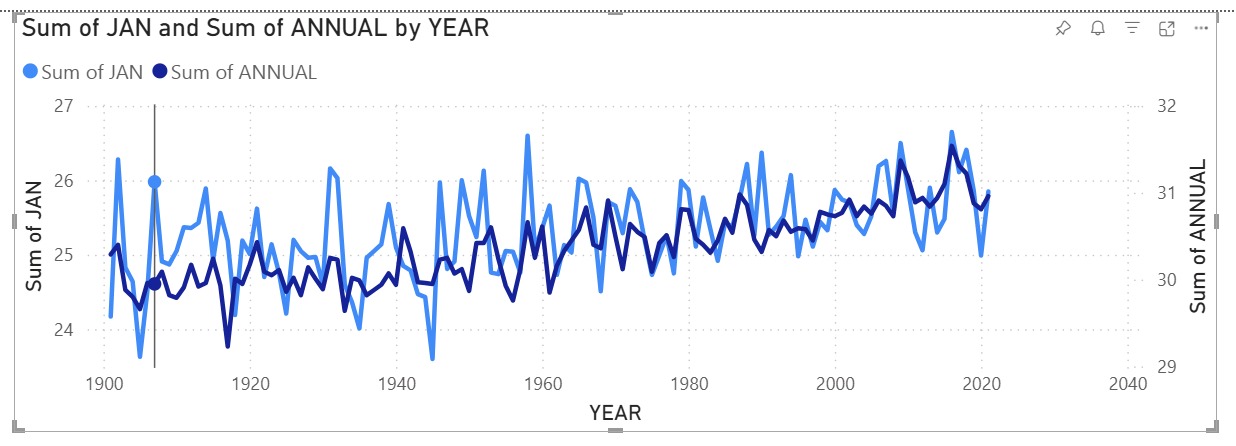 Sum of JAN and Sum of ANNUAL by YEAR
Sum of JAN Sum of ANNUAL
27 32
26 31
25 30
24 29
Sum of JAN
Sum of ANNUAL
1900 1920 1940 1960 1980 2000 2020 2040
YEAR